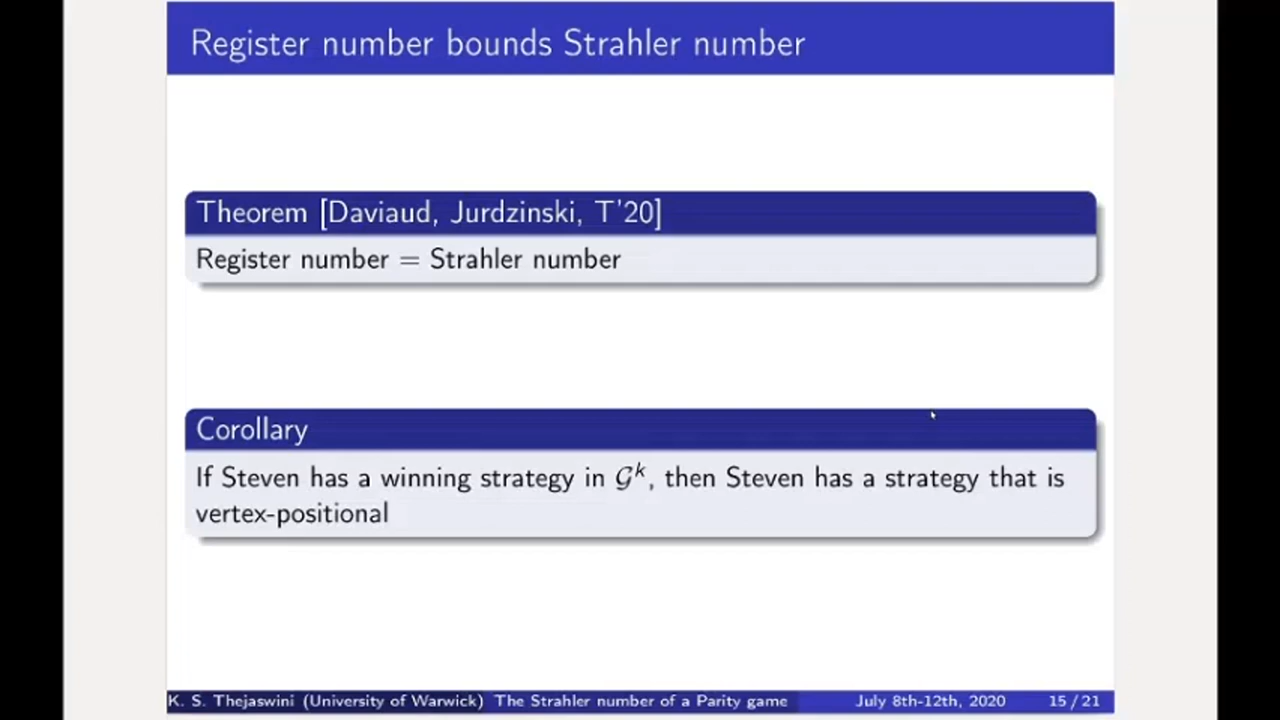 Register number bounds Strahler number
Theorem [Daviaud, Jurdzinski, T'20]
Register number = Strahler number
Corollary
If Steven has a winning strategy in 𝒢ᵏ, then Steven has a strategy that is
vertex-positional
K. S. Thejaswini (University of Warwick) The Strahler number of a Parity game July 8th-12th, 2020 15 / 21